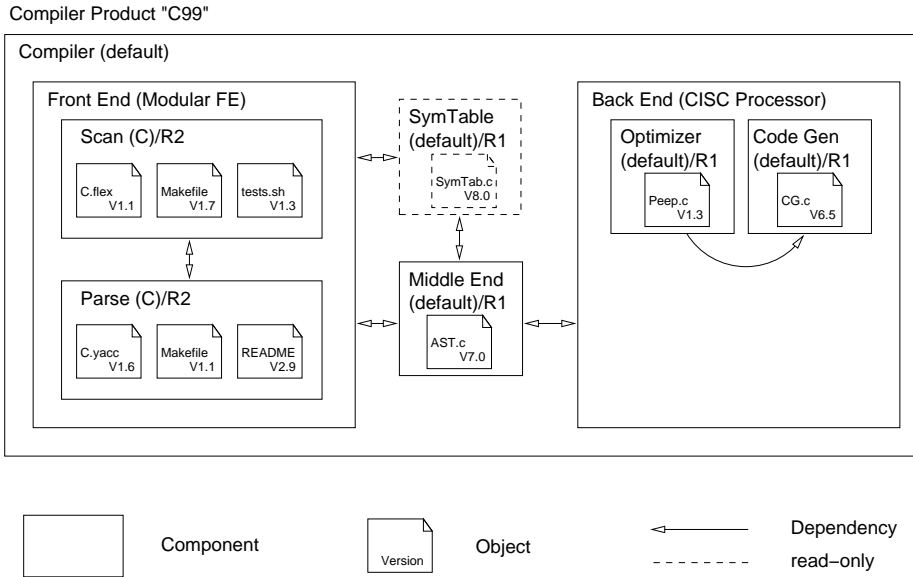 Compiler Product "C99"
Compiler (default)
Front End (Modular FE)
Scan (C)/R2
C.flex
V1.1
Makefile
V1.7
tests.sh
V1.3
Parse (C)/R2
C.yacc
V1.6
Makefile
V1.1
README
V2.9
SymTable
(default)/R1
SymTab.c
V8.0
Middle End
(default)/R1
AST.c
V7.0
Back End (CISC Processor)
Optimizer
(default)/R1
Peep.c
V1.3
Code Gen
(default)/R1
CG.c
V6.5
Component
Version
Object
Dependency
read−only